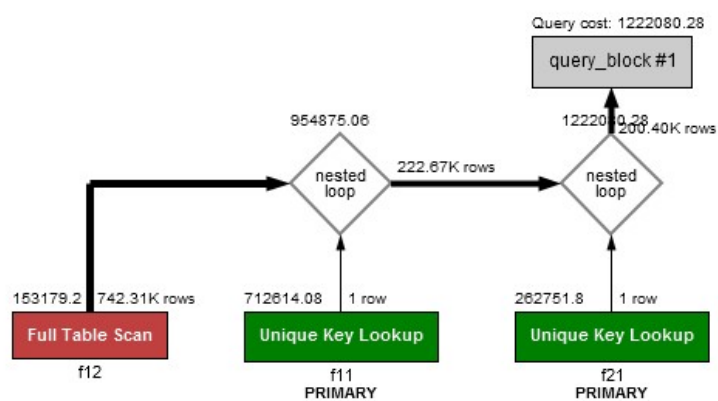 Query cost: 1222080.28
query_block #1
954875.06
1222080.28
200.40K rows
nested
loop
222.67K rows
nested
loop
153179.2
742.31K rows
712614.08
1 row
262751.8
1 row
Full Table Scan
Unique Key Lookup
Unique Key Lookup
f12
f11
f21
PRIMARY
PRIMARY